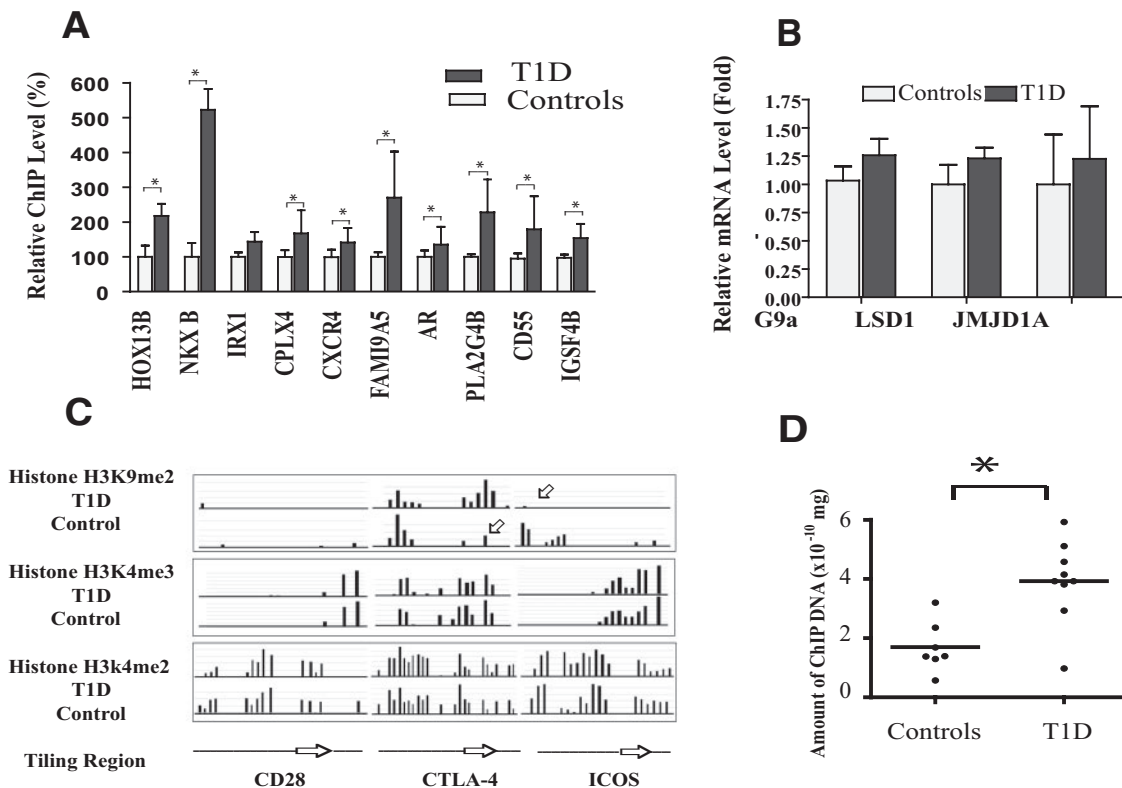 A
Relative ChIP Level (%)
600
500
400
300
200
100
0
T1D
Controls
*
*
*
*
*
*
*
*
*
HOX13B
NKX B
IRX1
CPLX4
CXCR4
FAMI9A5
AR
PLA2G4B
CD55
IGSF4B
B
Relative mRNA Level (Fold)
Controls
T1D
1.75
1.50
1.25
1.00
0.75
0.50
0.25
0.00
G9a
LSD1
JMJD1A
C
Histone H3K9me2
T1D
Control
Histone H3K4me3
T1D
Control
Histone H3k4me2
T1D
Control
Tiling Region
CD28
CTLA-4
ICOS
D
*
Amount of ChIP DNA (x10⁻¹⁰ mg)
6
4
2
0
Controls
T1D